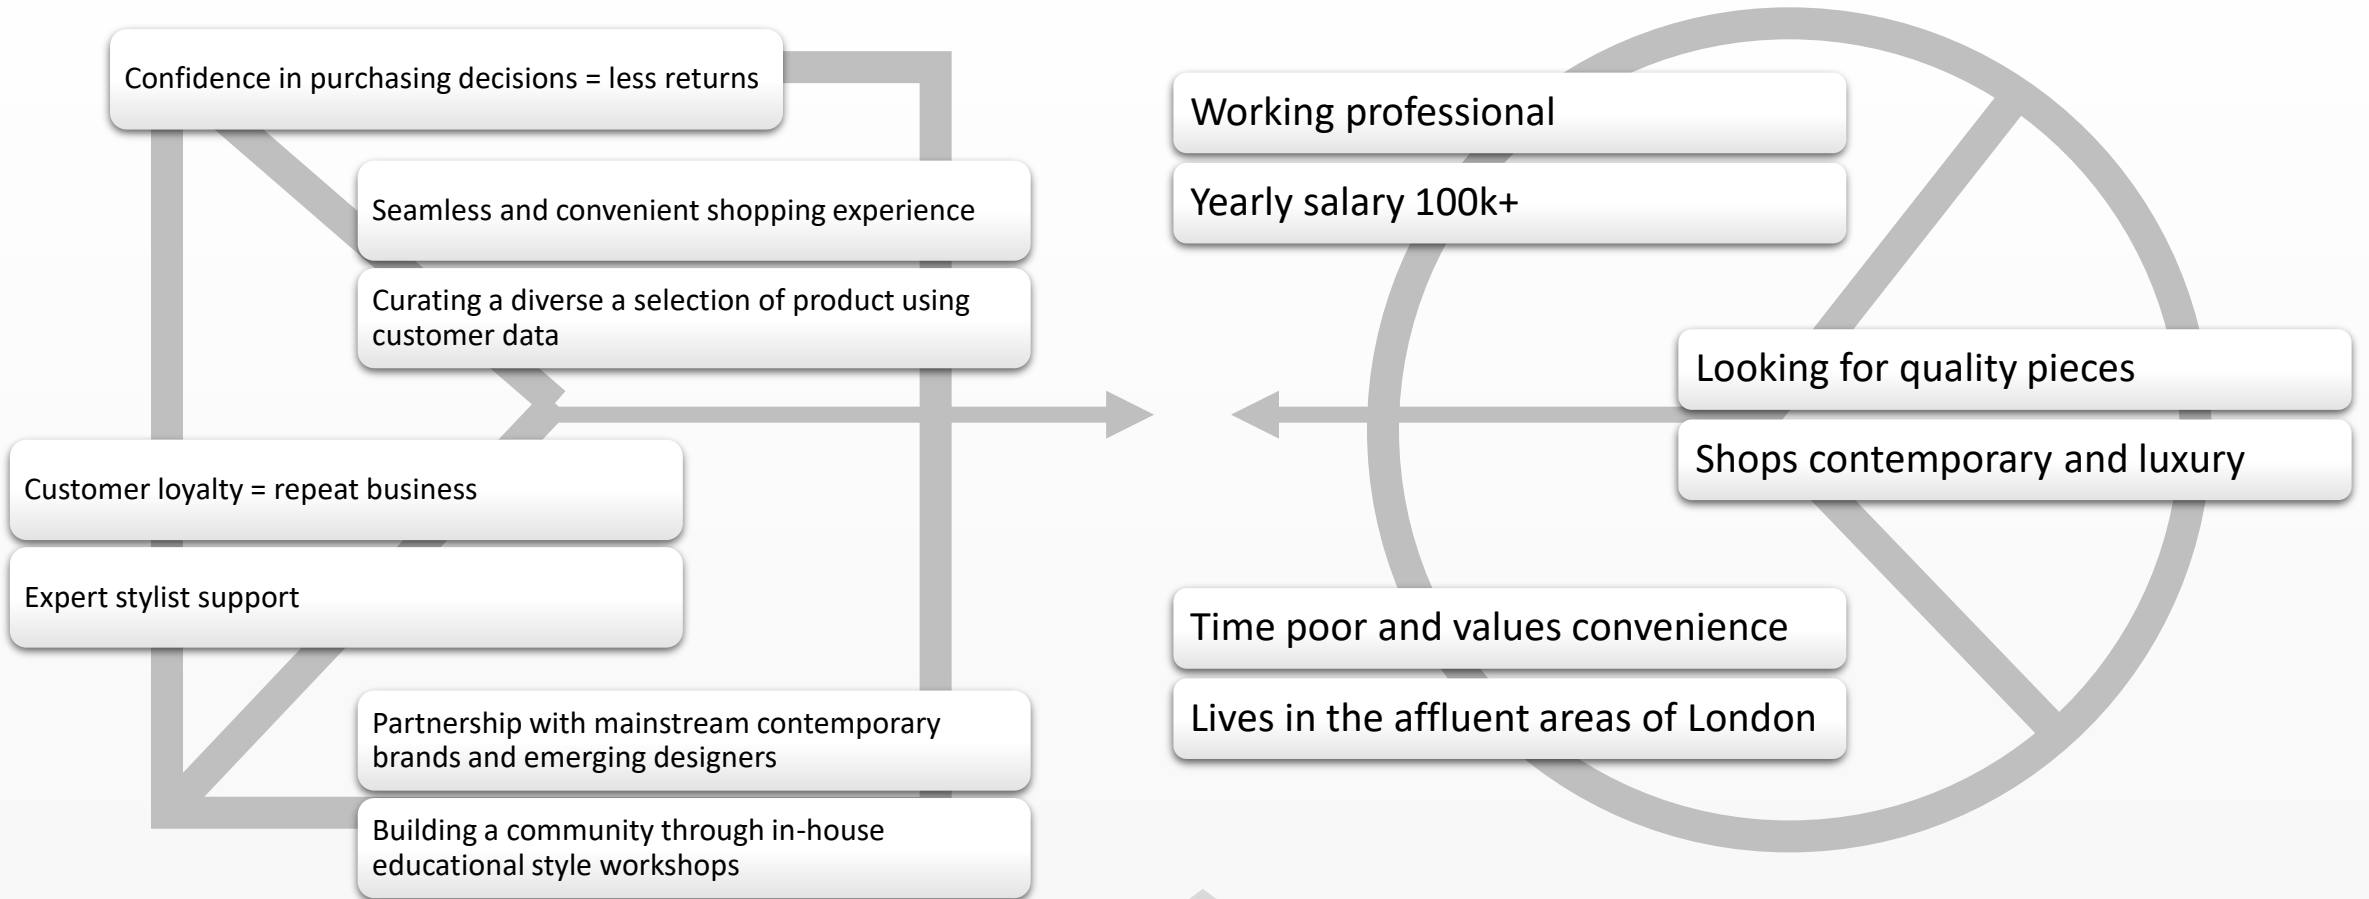 Confidence in purchasing decisions = less returns
Seamless and convenient shopping experience
Curating a diverse a selection of product using
customer data
Customer loyalty = repeat business
Expert stylist support
Partnership with mainstream contemporary
brands and emerging designers
Building a community through in-house
educational style workshops
Working professional
Yearly salary 100k+
Looking for quality pieces
Shops contemporary and luxury
Time poor and values convenience
Lives in the affluent areas of London